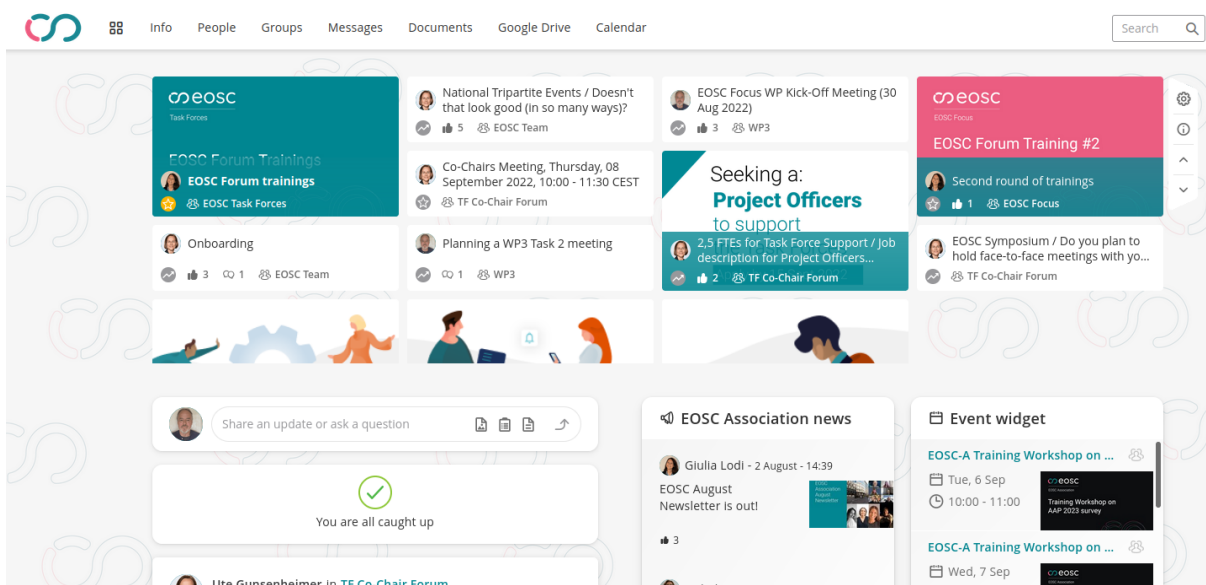 Info People Groups Messages Documents Google Drive Calendar
Search
eosc
Task Forces
EOSC Forum Trainings
EOSC Forum trainings
EOSC Task Forces
National Tripartite Events / Doesn't
that look good (in so many ways)?
5 EOSC Team
EOSC Focus WP Kick-Off Meeting (30
Aug 2022)
3 WP3
eosc
EOSC Focus
EOSC Forum Training #2
Second round of trainings
1 EOSC Focus
Co-Chairs Meeting, Thursday, 08
September 2022, 10:00 - 11:30 CEST
TF Co-Chair Forum
Seeking a:
Project Officers
to support
2,5 FTEs for Task Force Support / Job
description for Project Officers...
2 TF Co-Chair Forum
Onboarding
3 1 EOSC Team
Planning a WP3 Task 2 meeting
1 WP3
EOSC Symposium / Do you plan to
hold face-to-face meetings with yo...
TF Co-Chair Forum
Share an update or ask a question
You are all caught up
Ute Gunsenheimer in TF Co-Chair Forum
EOSC Association news
Giulia Lodi - 2 August - 14:39
EOSC August
Newsletter is out!
EOSC
Association
August
Newsletter
3
Event widget
EOSC-A Training Workshop on ...
Tue, 6 Sep
10:00 - 11:00
eosc
Training Workshop on
AAP 2023 survey
EOSC-A Training Workshop on ...
Wed, 7 Sep
eosc